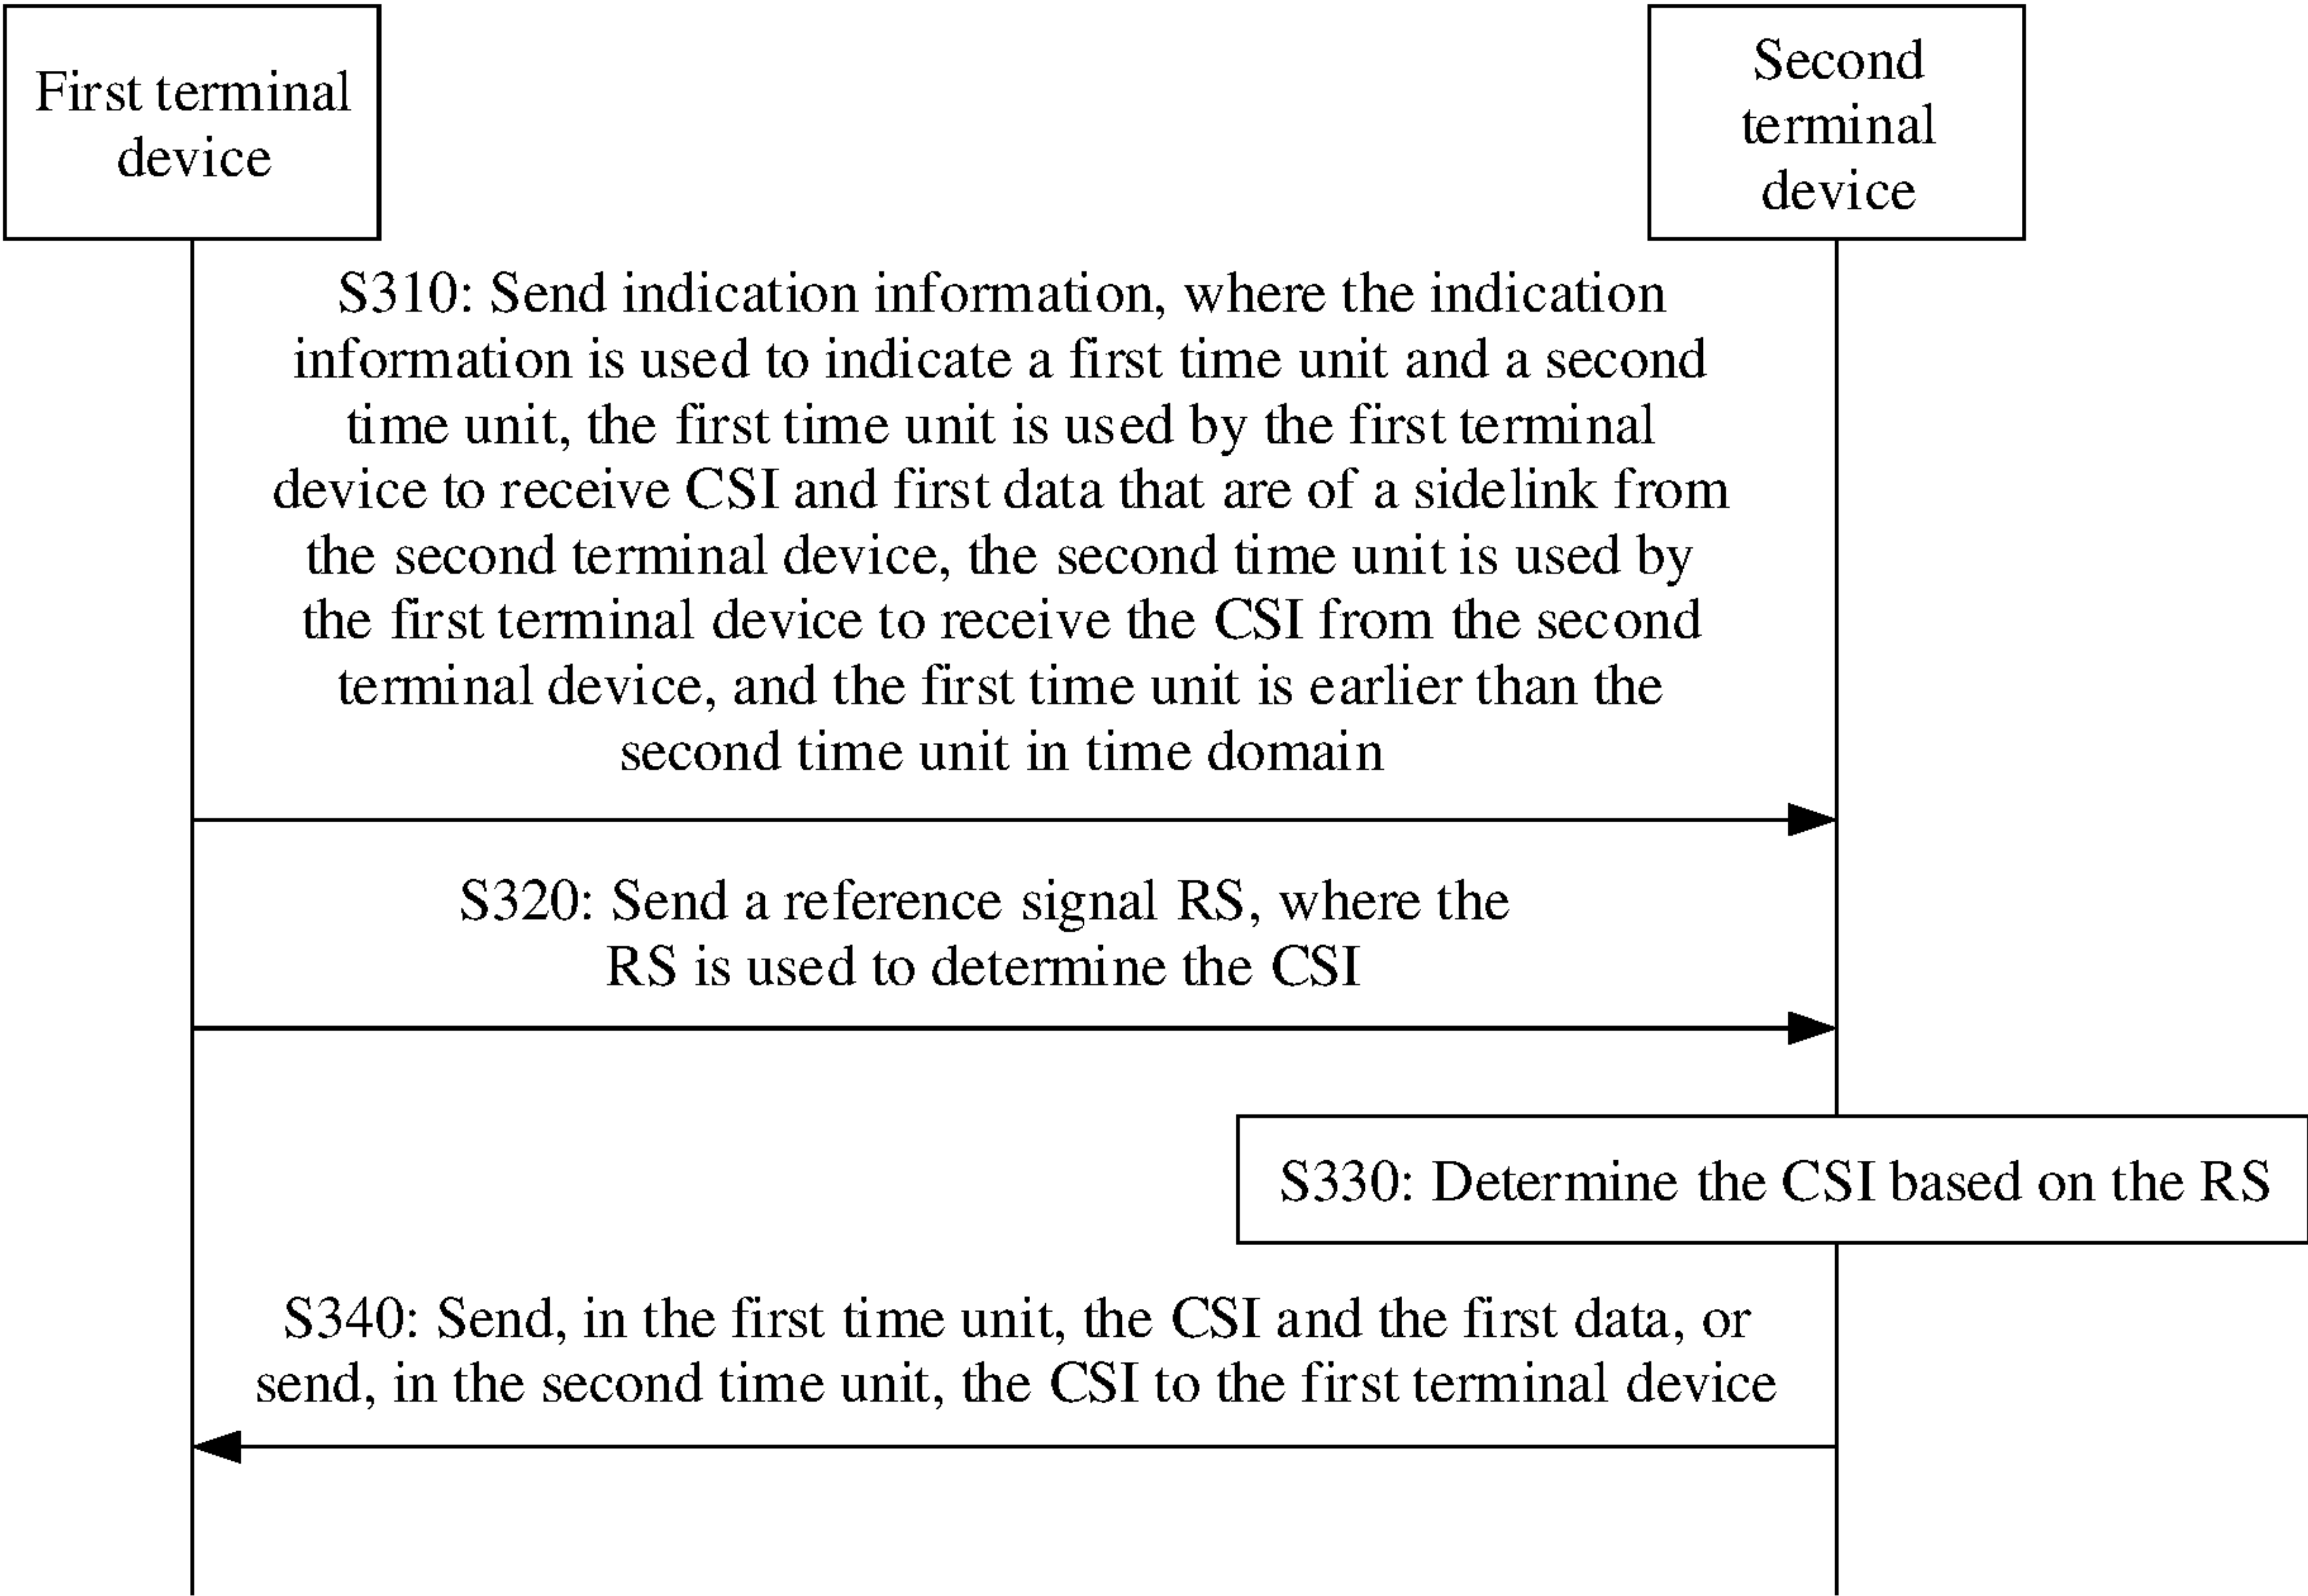 First terminal
device
Second
terminal
device
S310: Send indication information, where the indication
information is used to indicate a first time unit and a second
time unit, the first time unit is used by the first terminal
device to receive CSI and first data that are of a sidelink from
the second terminal device, the second time unit is used by
the first terminal device to receive the CSI from the second
terminal device, and the first time unit is earlier than the
second time unit in time domain
S320: Send a reference signal RS, where the
RS is used to determine the CSI
S330: Determine the CSI based on the RS
S340: Send, in the first time unit, the CSI and the first data, or
send, in the second time unit, the CSI to the first terminal device